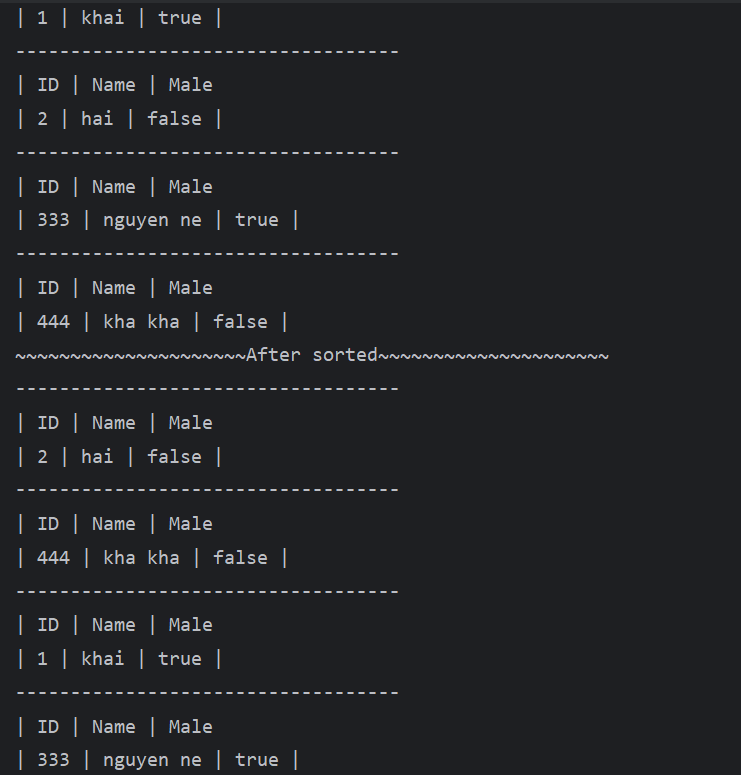 | 1 | khai | true |
-----------------------------------
| ID | Name | Male
| 2 | hai | false |
-----------------------------------
| ID | Name | Male
| 333 | nguyen ne | true |
-----------------------------------
| ID | Name | Male
| 444 | kha kha | false |
~~~~~~~~~~~~~~~~~~~~~After sorted~~~~~~~~~~~~~~~~~~~~~
-----------------------------------
| ID | Name | Male
| 2 | hai | false |
-----------------------------------
| ID | Name | Male
| 444 | kha kha | false |
-----------------------------------
| ID | Name | Male
| 1 | khai | true |
-----------------------------------
| ID | Name | Male
| 333 | nguyen ne | true |